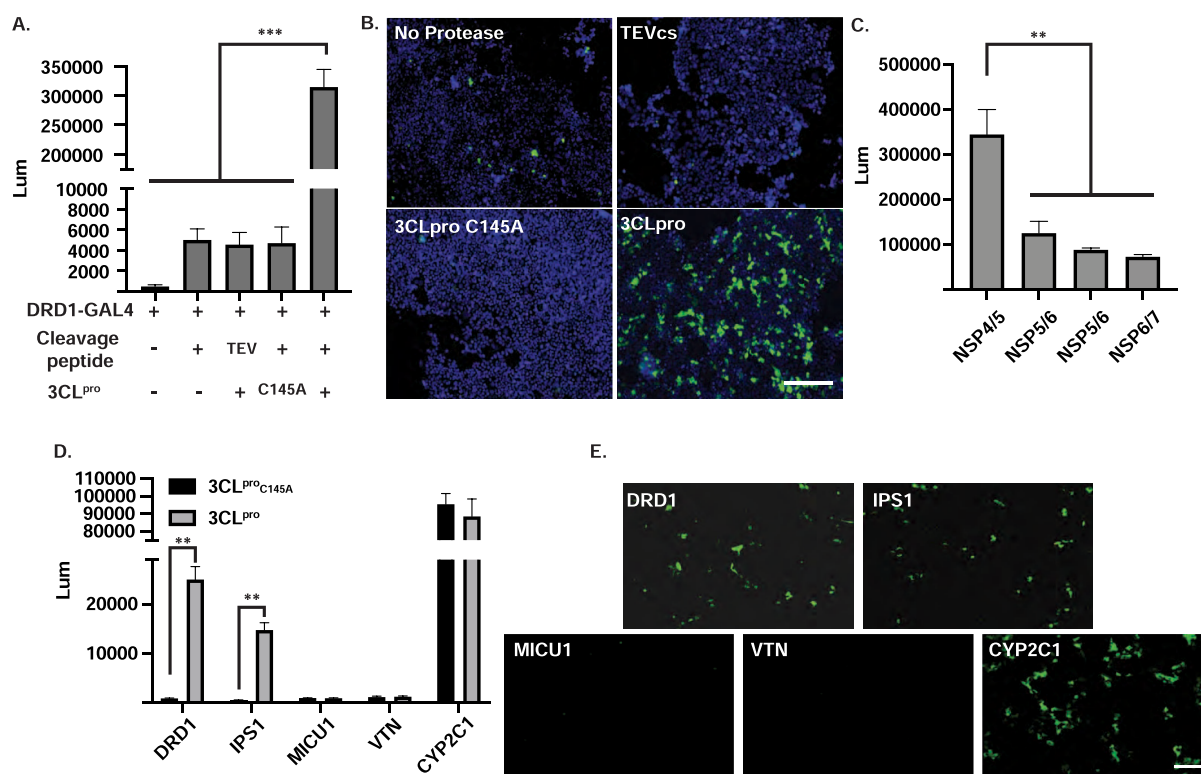 A.
***
350000
300000
250000
200000
Lum
10000
8000
6000
4000
2000
DRD1-GAL4 + + + + +
Cleavage peptide - + TEV + +
3CLpro - - + C145A +
B.
No Protease
TEVcs
3CLpro C145A
3CLpro
C.
**
500000
400000
300000
200000
100000
Lum
NSP4/5
NSP5/6
NSP5/6
NSP6/7
D.
110000
100000
90000
80000
20000
10000
Lum
3CLproC145A
3CLpro
**
**
DRD1
IPS1
MICU1
VTN
CYP2C1
E.
DRD1
IPS1
MICU1
VTN
CYP2C1